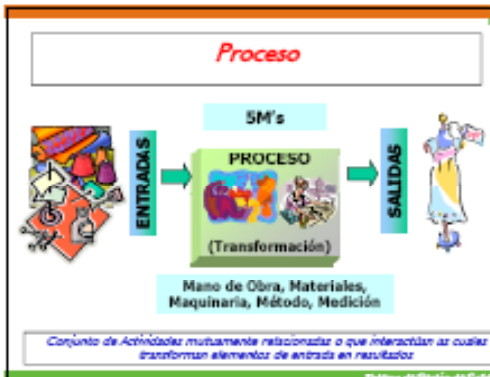 Proceso
5M's
ENTRADAS
PROCESO
(Transformación)
SALIDAS
Mano de Obra, Materiales,
Maquinaria, Método, Medición
Conjunto de Actividades mutuamente relacionadas o que interactúan as cuales
transforman elementos de entrada en resultados